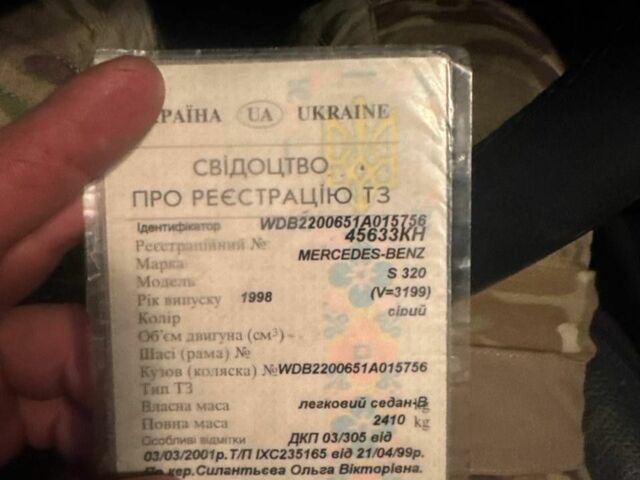 РАЇНА UA UKRAINE
СВІДОЦТВО
ПРО РЕЄСТРАЦІЮ ТЗ
Ідентифікатор WDB2200651A015756
Реєстраційний № 45633КН
Марка MERCEDES-BENZ
Модель S 320
Рік випуску 1998 (V=3199)
Колір сірий
Об'єм двигуна (см³)
Шасі (рама) №
Кузов (коляска) № WDB2200651A015756
Тип ТЗ
Власна маса легковий седан-В kg
Повна маса 2410 kg
Особливі відмітки ДКП 03/305 від
03/03/2001р.Т/П ІХС235165 від 21/04/99р.
кер.Силантьєва Ольга Вікторівна.